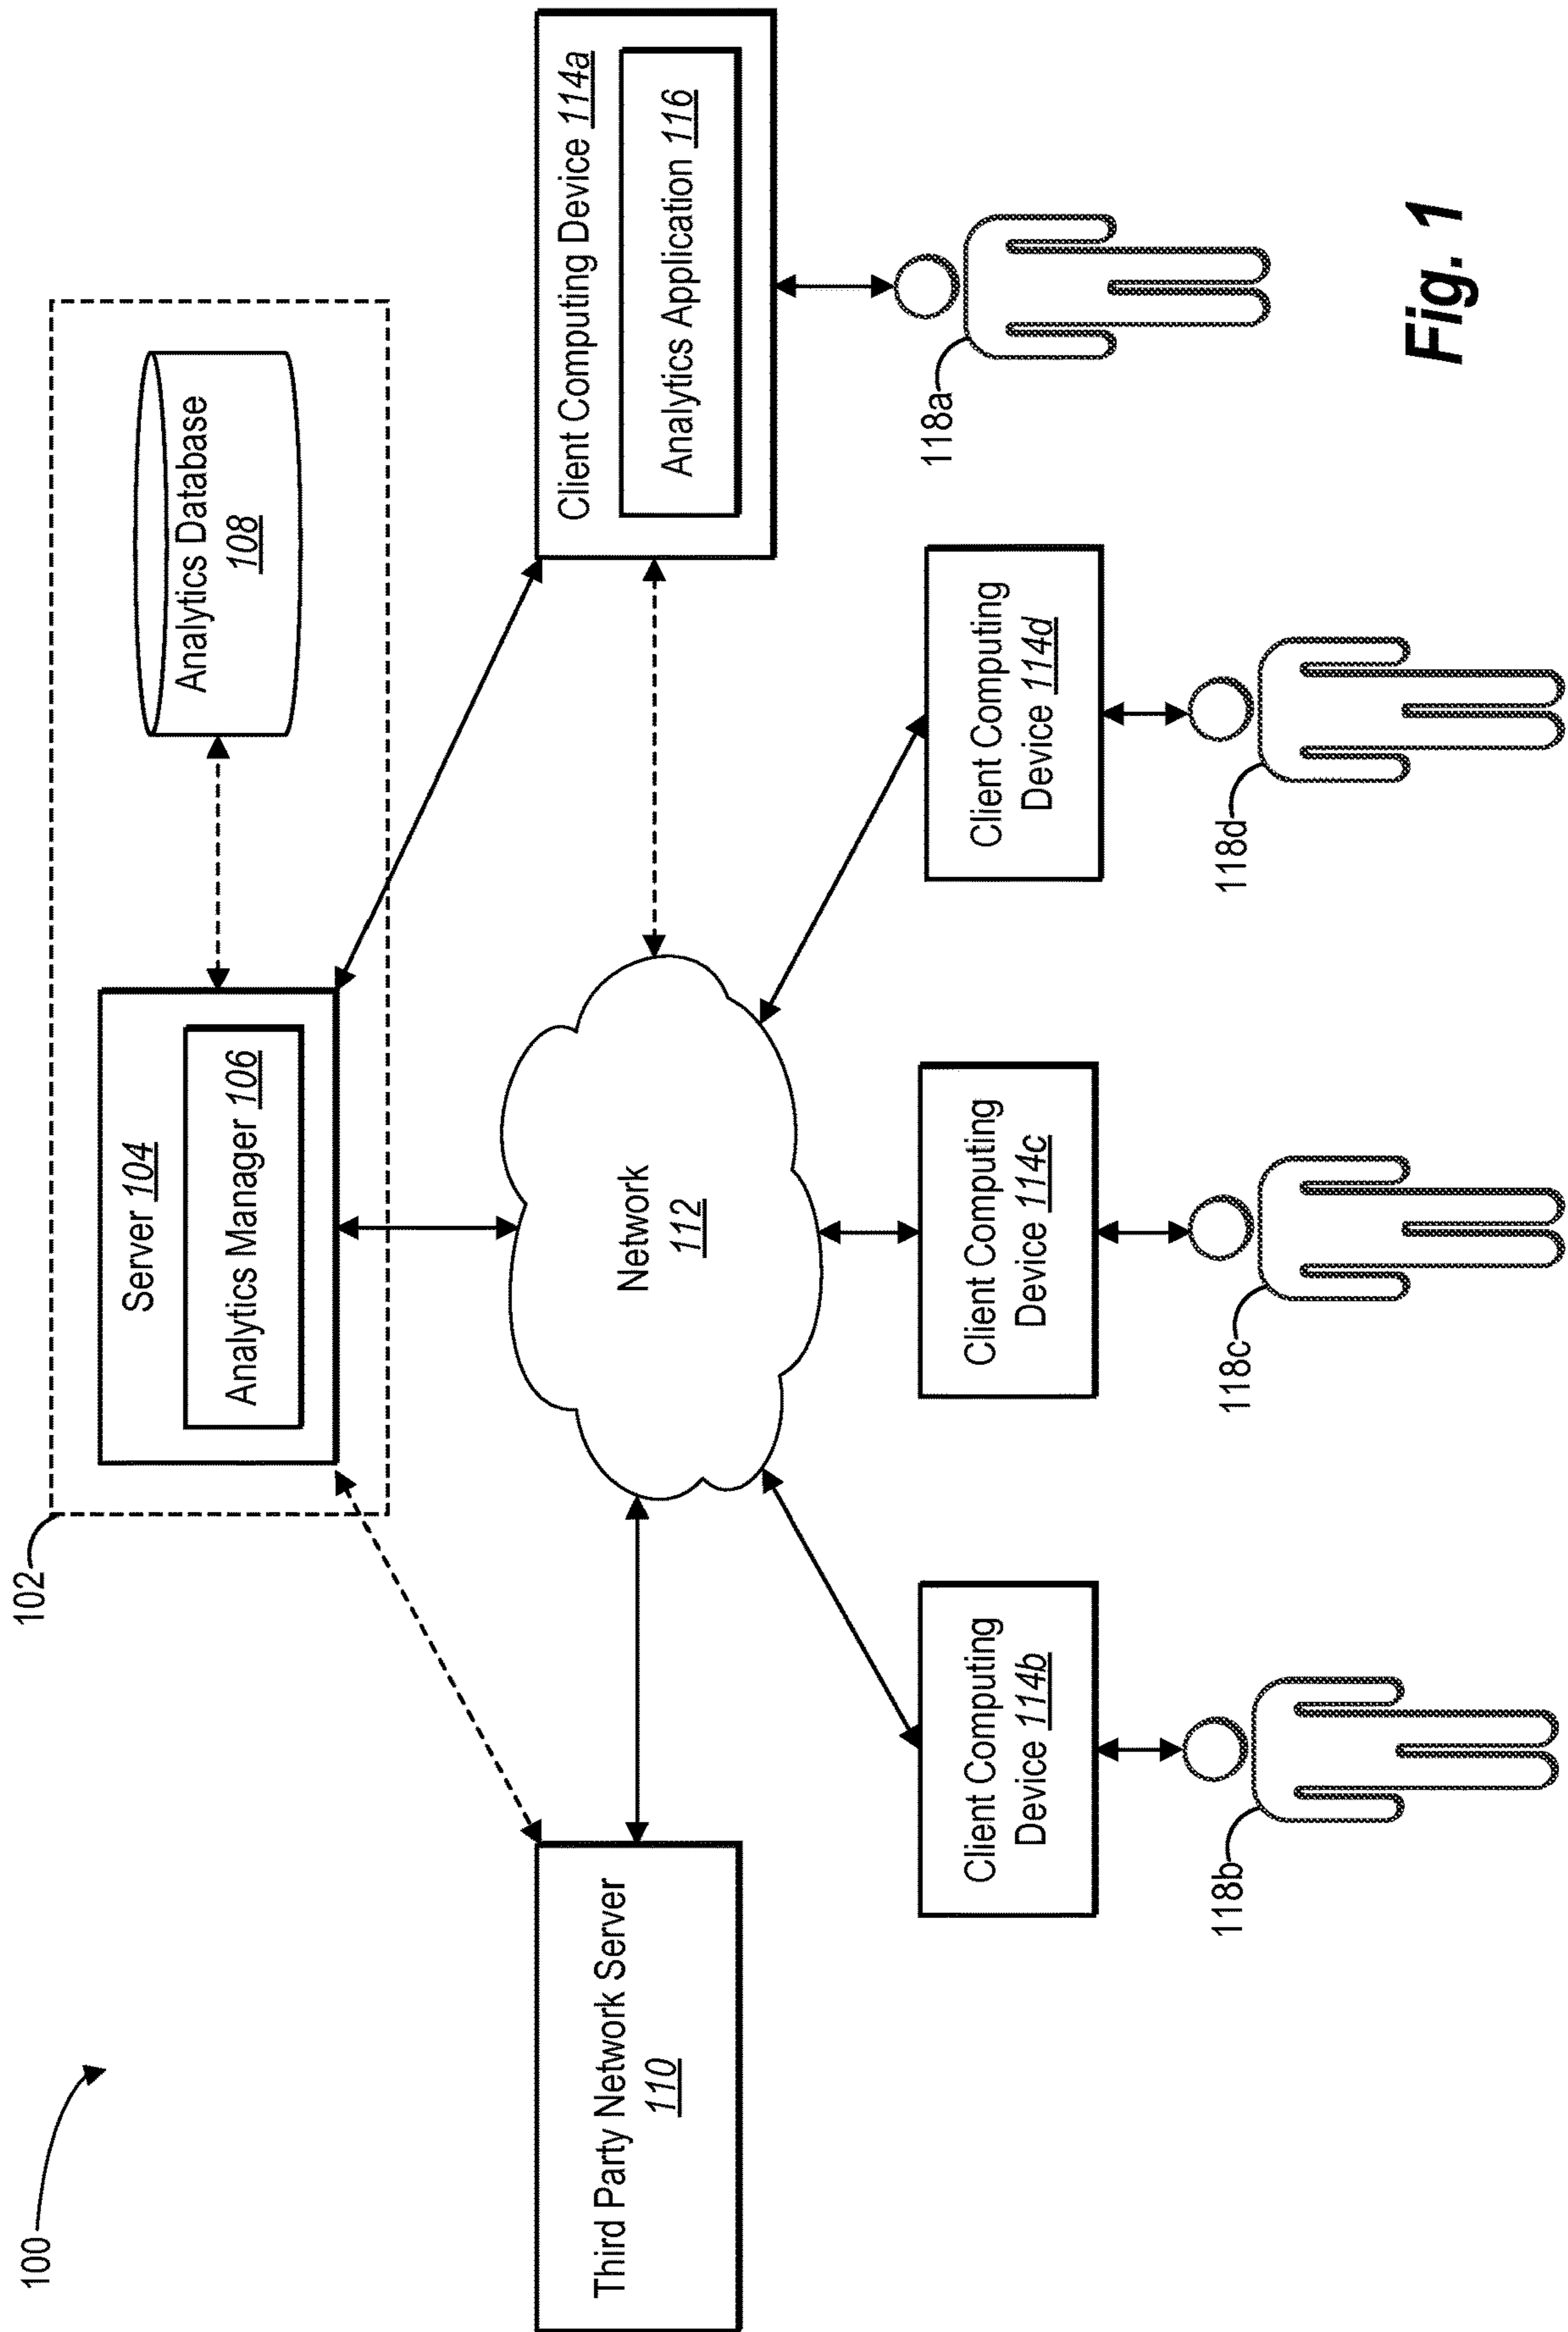 100
102
Server 104
Analytics Manager 106
Analytics Database
108
Third Party Network Server
110
Network
112
Client Computing Device 114a
Analytics Application 116
118a
Client Computing
Device 114b
Client Computing
Device 114c
Client Computing
Device 114d
118b
118c
118d
Fig. 1